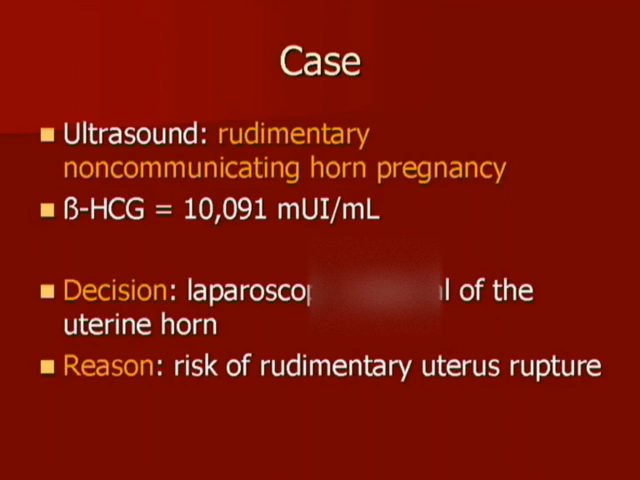 Case
Ultrasound: rudimentary
noncommunicating horn pregnancy
ß-HCG = 10,091 mUI/mL
Decision: of the
uterine horn
Reason: risk of rudimentary uterus rupture